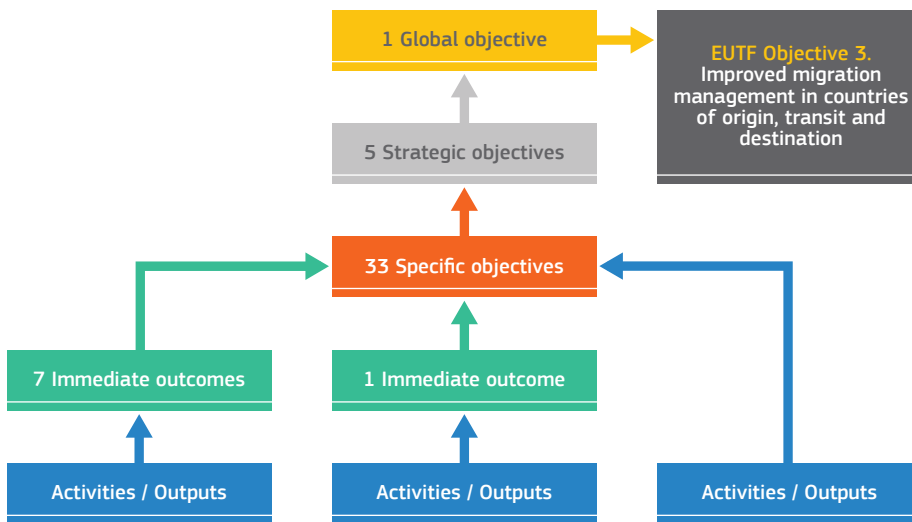 1 Global objective
EUTF Objective 3.
Improved migration
management in countries
of origin, transit and
destination
5 Strategic objectives
33 Specific objectives
7 Immediate outcomes
1 Immediate outcome
Activities / Outputs
Activities / Outputs
Activities / Outputs